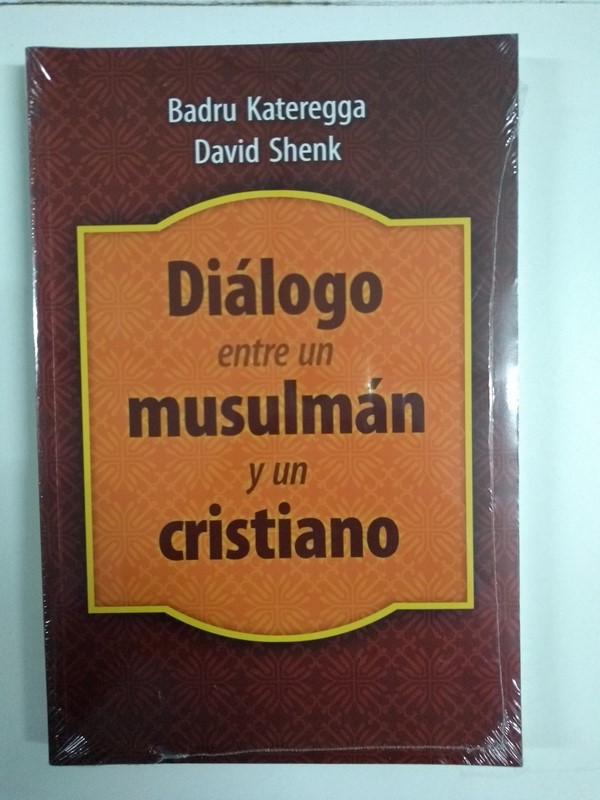 Badru Kateregga
David Shenk
Diálogo
entre un
musulmán
y un
cristiano